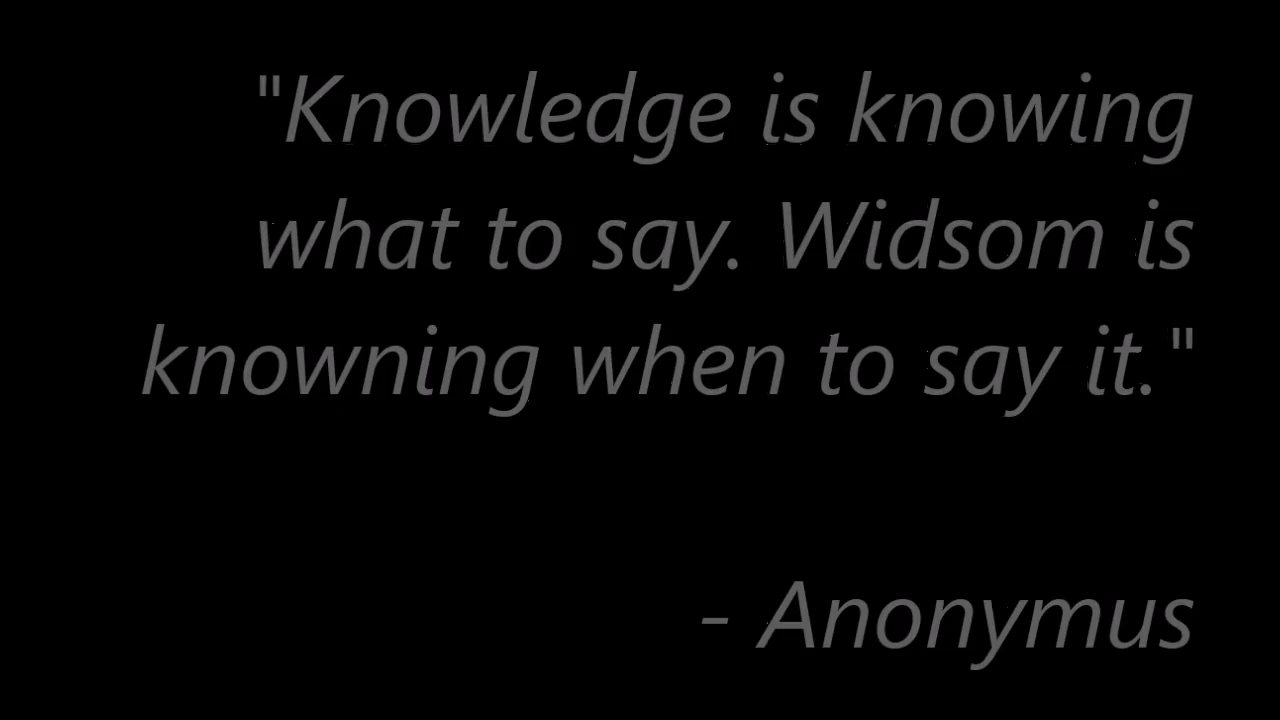 "Knowledge is knowing
what to say. Widsom is
knowning when to say it."
- Anonymus